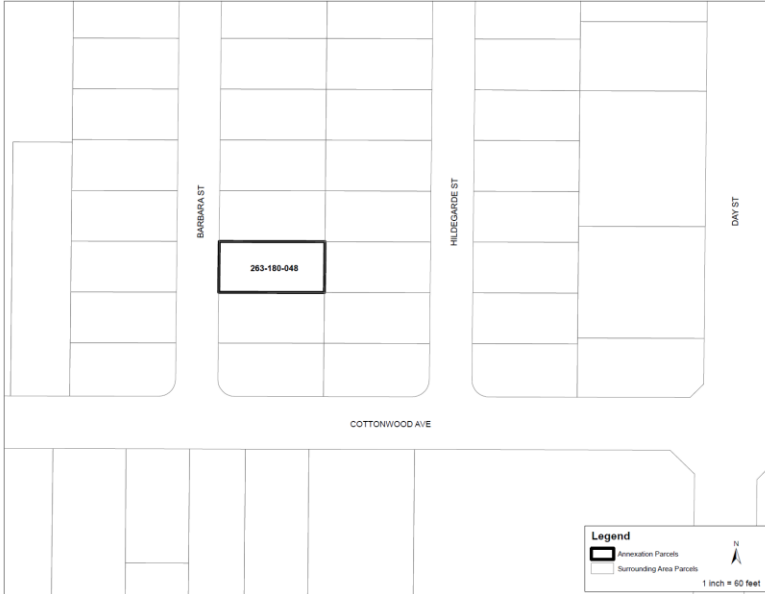 BARBARA ST
HILDEGARDE ST
DAY ST
263-180-048
COTTONWOOD AVE
Legend
Annexation Parcels
Surrounding Area Parcels
N
1 inch = 60 feet